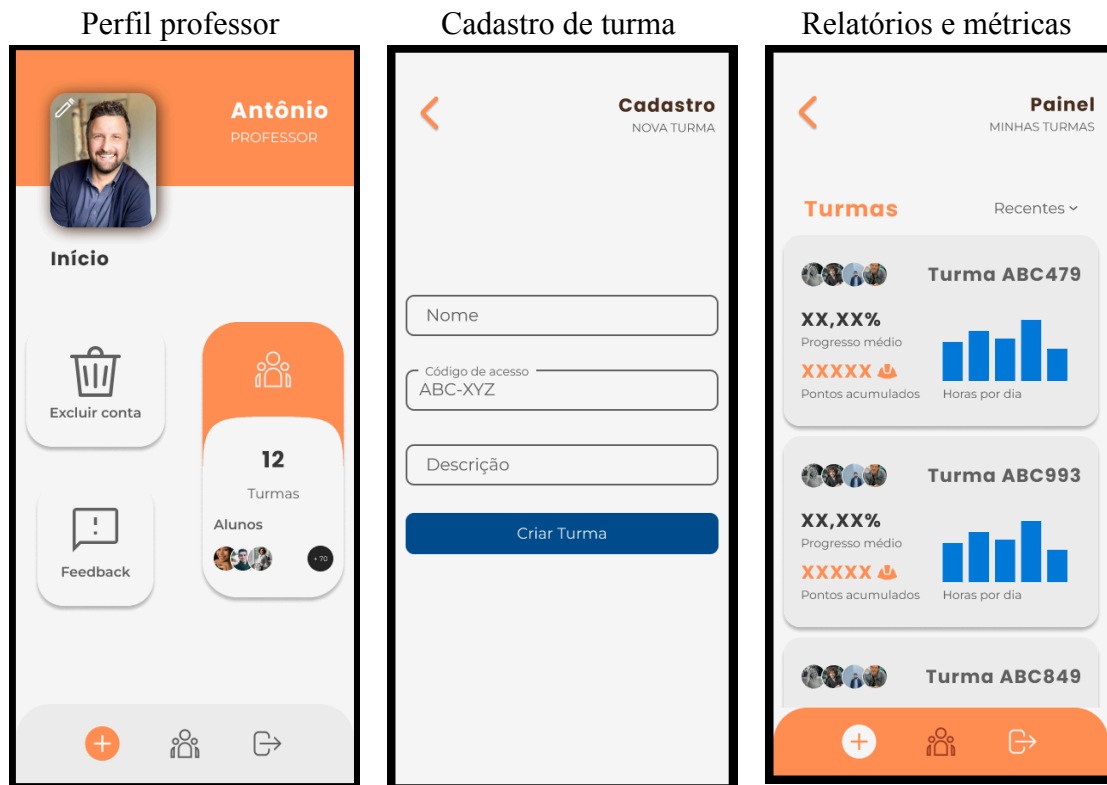 Perfil professor
Antônio
PROFESSOR
Início
Excluir conta
12
Turmas
Alunos
+ 70
Feedback
Cadastro de turma
Cadastro
NOVA TURMA
Nome
Código de acesso
ABC-XYZ
Descrição
Criar Turma
Relatórios e métricas
Painel
MINHAS TURMAS
Turmas
Recentes
Turma ABC479
XX,XX%
Progresso médio
XXXXX
Pontos acumulados
Horas por dia
Turma ABC993
XX,XX%
Progresso médio
XXXXX
Pontos acumulados
Horas por dia
Turma ABC849